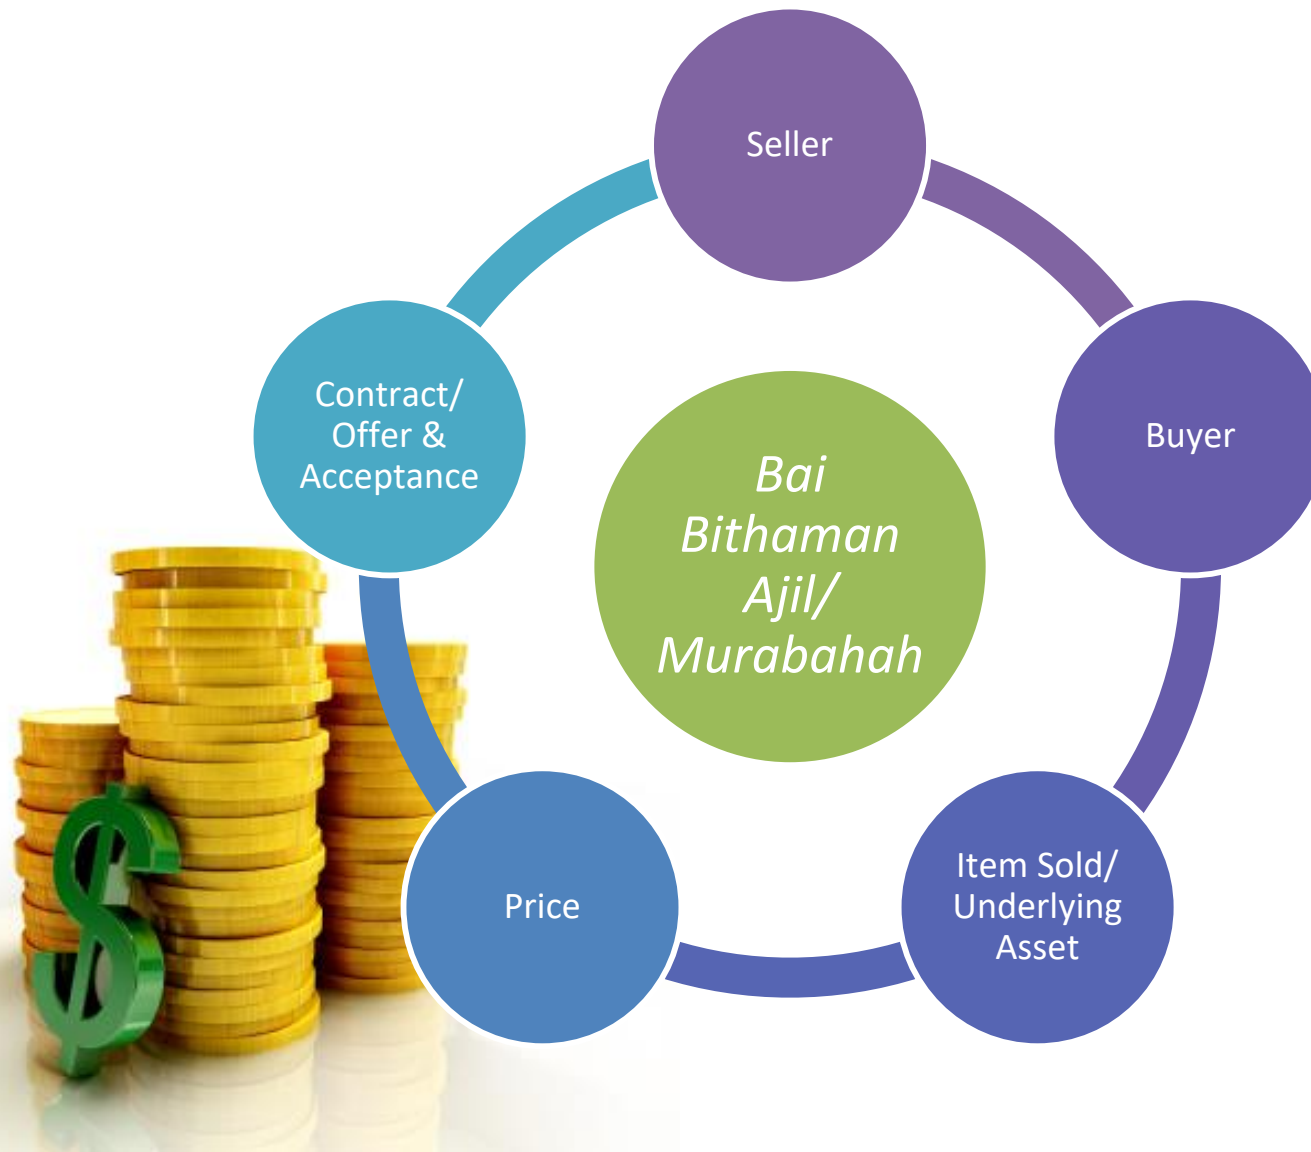 Seller
Buyer
Item Sold/
Underlying
Asset
Price
Contract/
Offer &
Acceptance
Bai
Bithaman
Ajil/
Murabahah